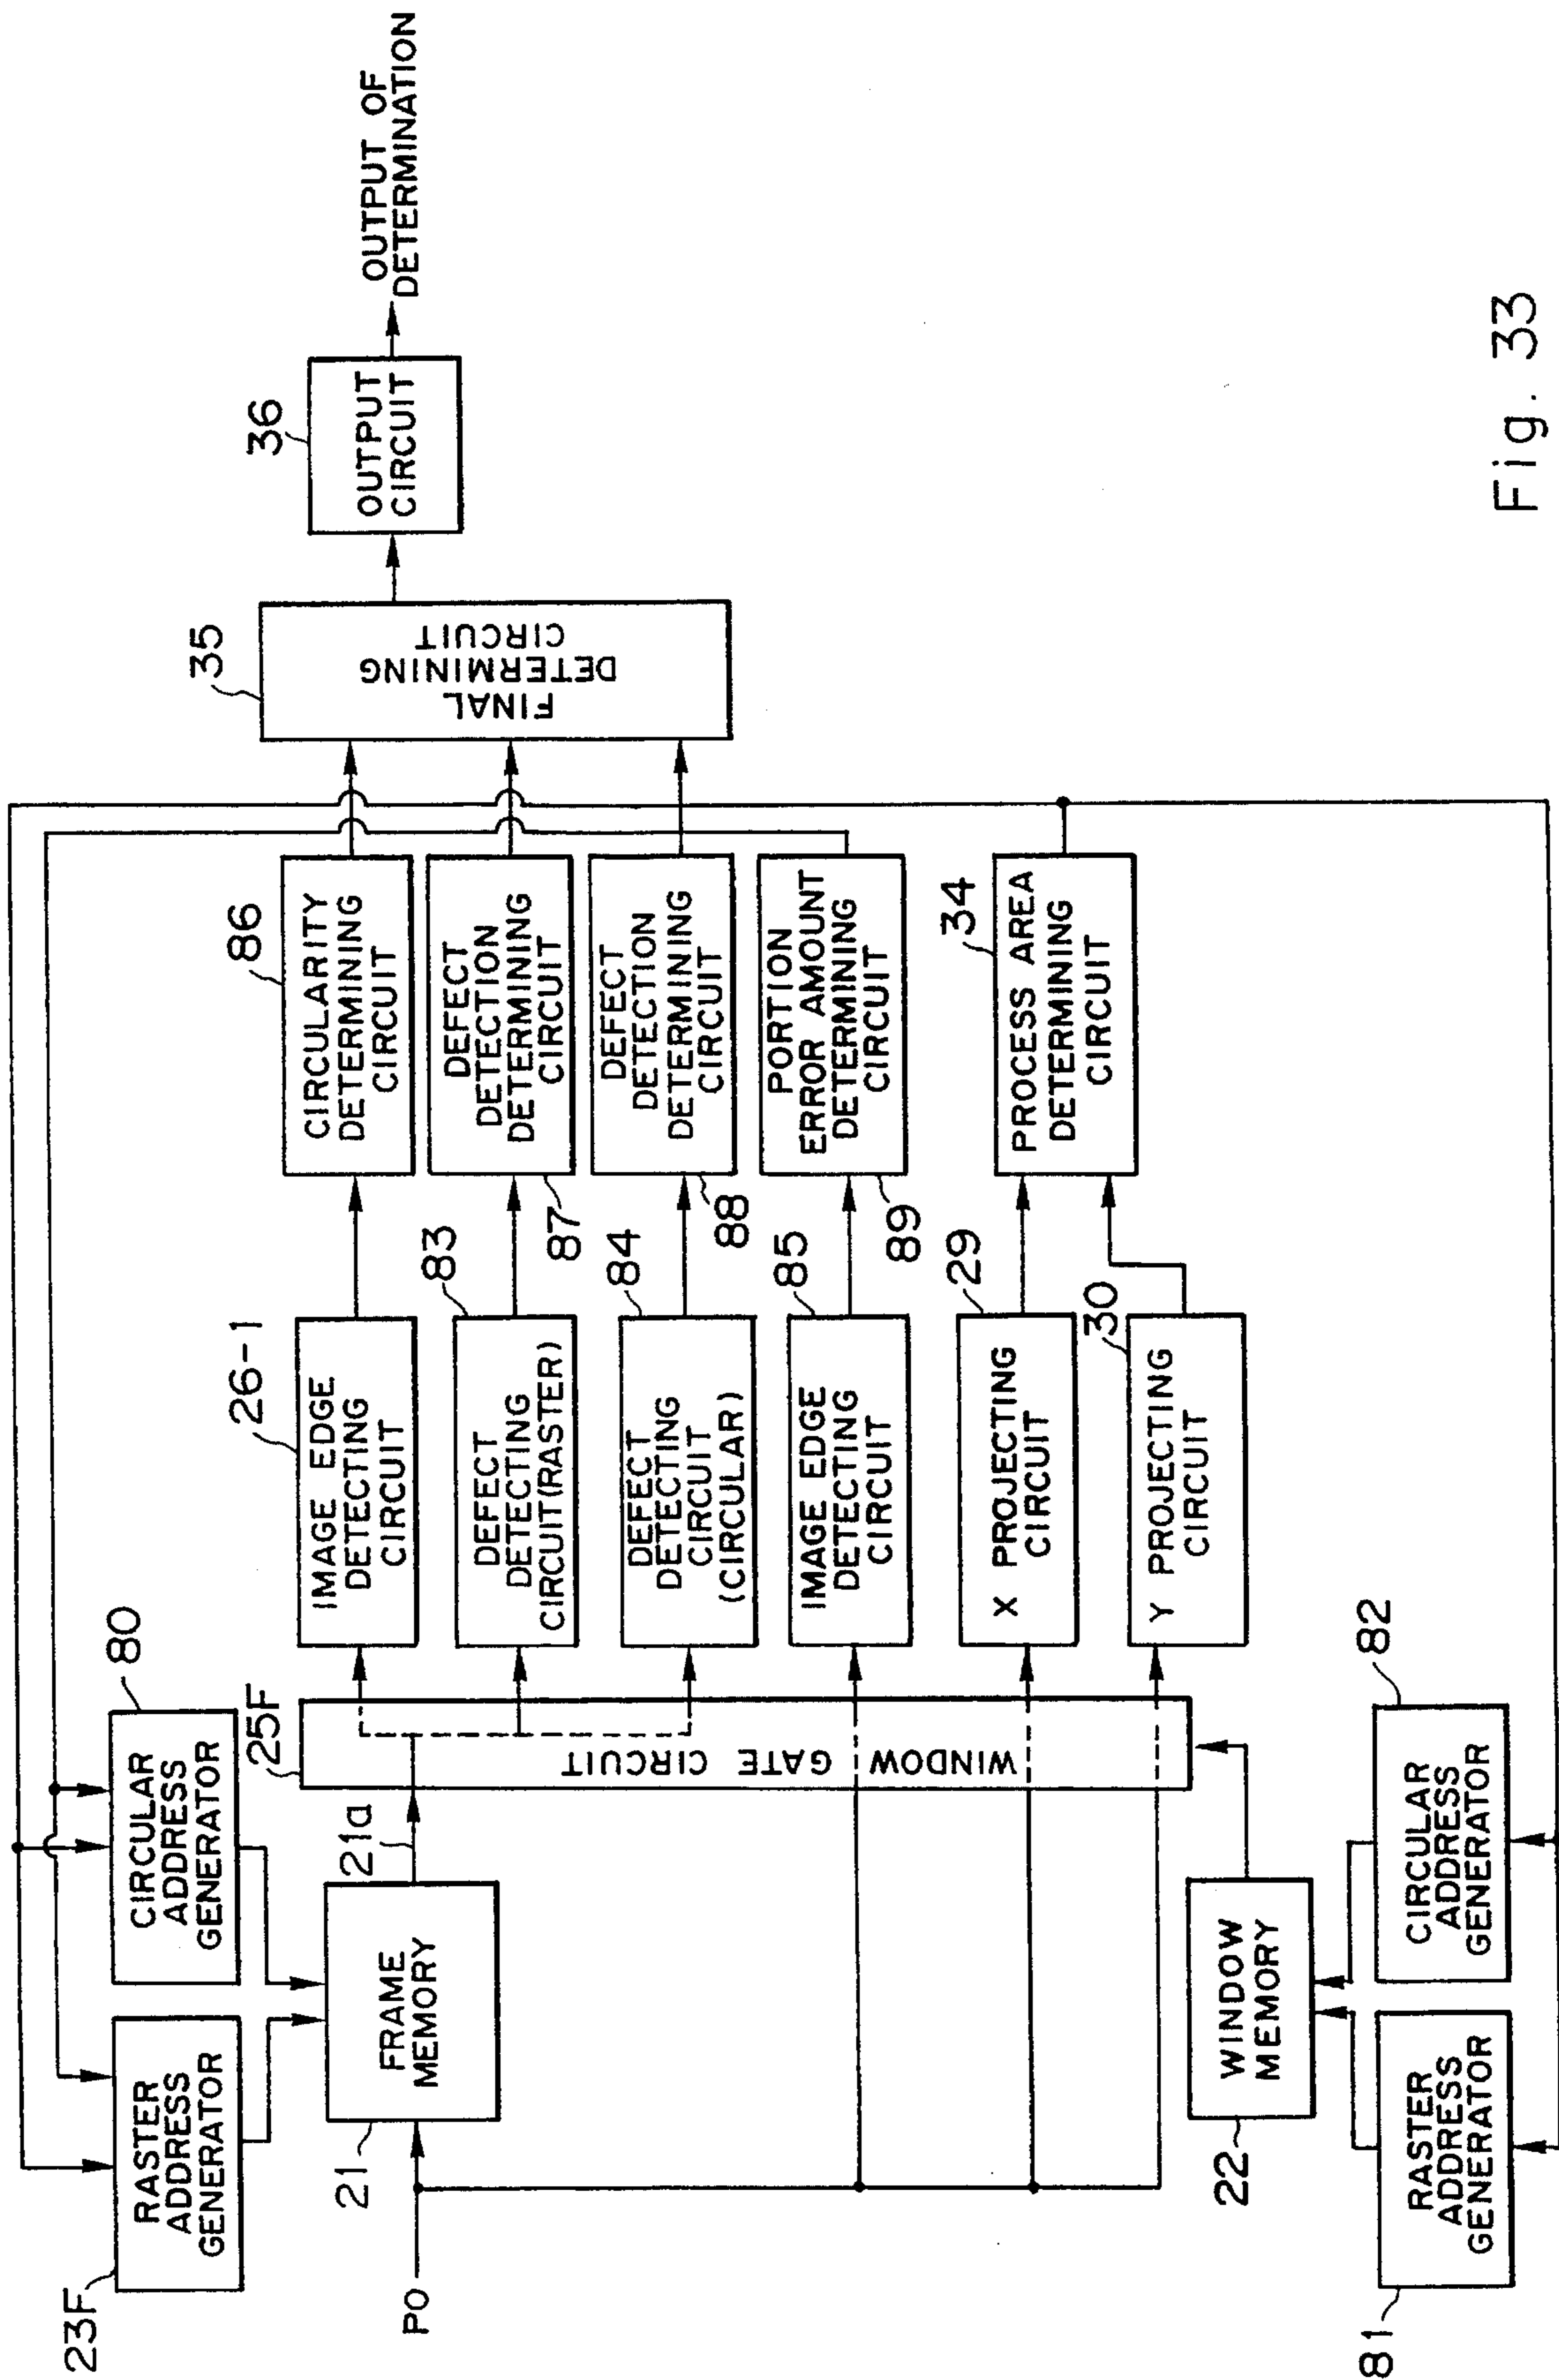 23F
RASTER
ADDRESS
GENERATOR
80
CIRCULAR
ADDRESS
GENERATOR
PO
21
FRAME
MEMORY
21a
25F
WINDOW GATE CIRCUIT
22
WINDOW
MEMORY
81
RASTER
ADDRESS
GENERATOR
82
CIRCULAR
ADDRESS
GENERATOR
26-1
IMAGE EDGE
DETECTING
CIRCUIT
83
DEFECT
DETECTING
CIRCUIT(RASTER)
84
DEFECT
DETECTING
CIRCUIT
(CIRCULAR)
85
IMAGE EDGE
DETECTING
CIRCUIT
29
X PROJECTING
CIRCUIT
30
Y PROJECTING
CIRCUIT
86
CIRCULARITY
DETERMINING
CIRCUIT
87
DEFECT
DETECTION
DETERMINING
CIRCUIT
88
DEFECT
DETECTION
DETERMINING
CIRCUIT
89
PORTION
ERROR AMOUNT
DETERMINING
CIRCUIT
34
PROCESS AREA
DETERMINING
CIRCUIT
35
FINAL
DETERMINING
CIRCUIT
36
OUTPUT
CIRCUIT
OUTPUT OF
DETERMINATION
Fig. 33